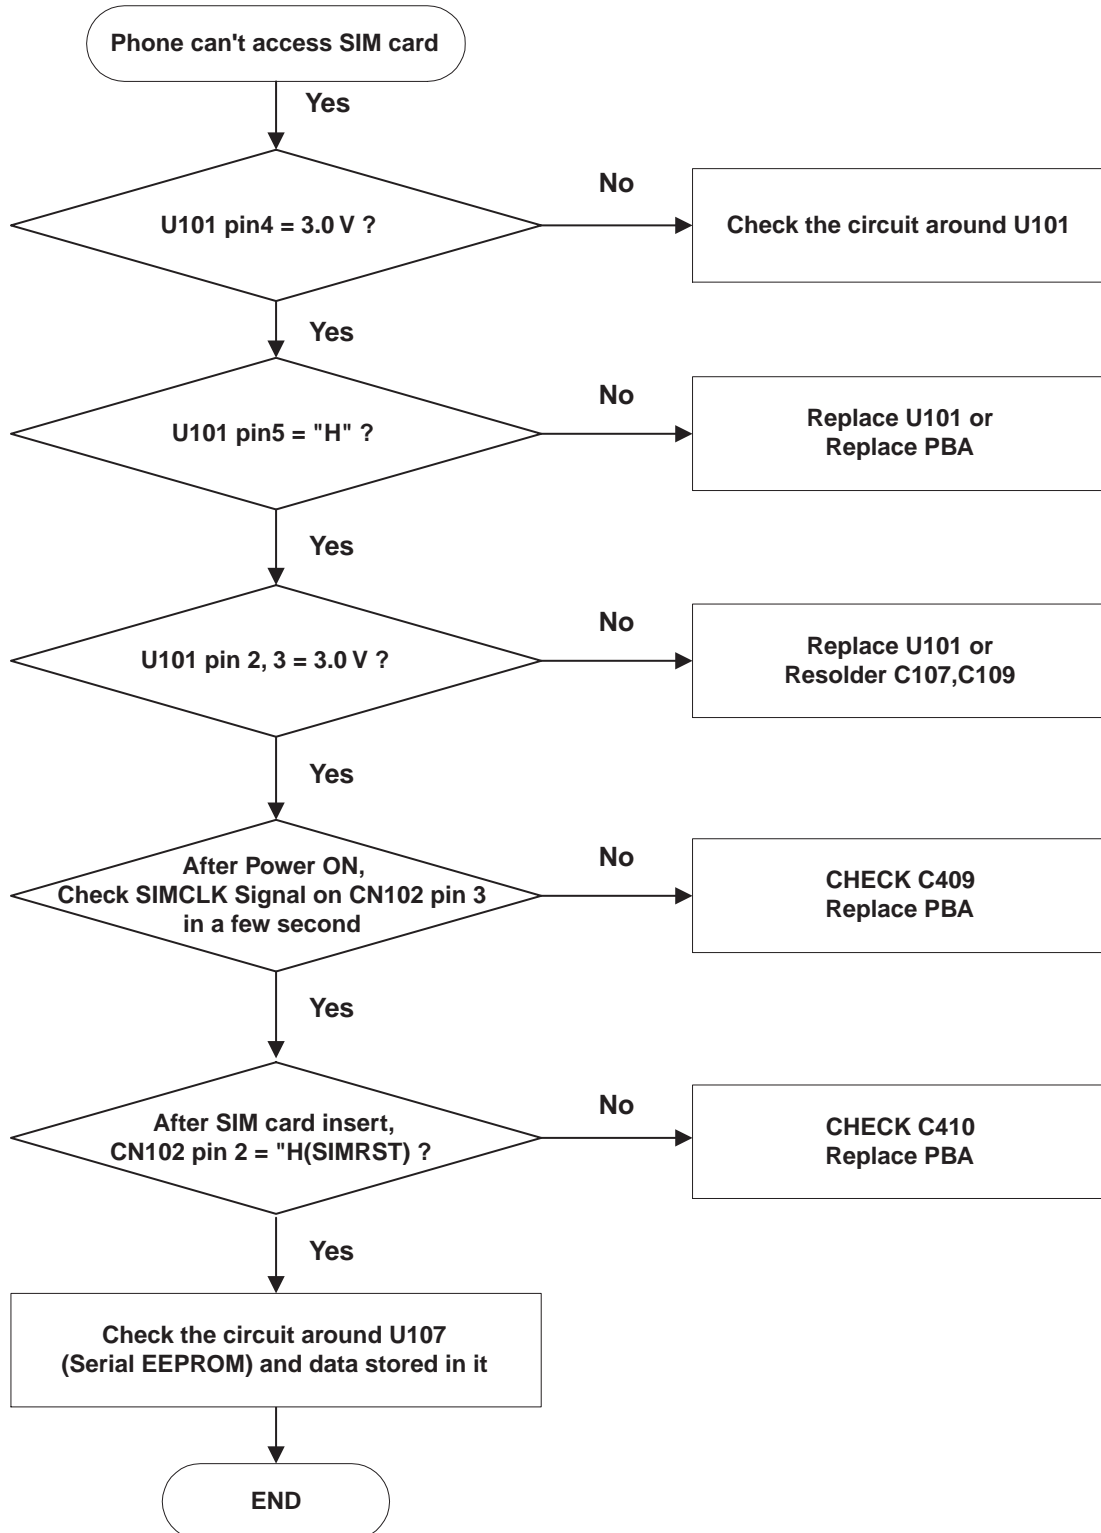 Phone can't access SIM card
Yes
U101 pin4 = 3.0 V ?
No
Check the circuit around U101
Yes
U101 pin5 = "H" ?
No
Replace U101 or
Replace PBA
Yes
U101 pin 2, 3 = 3.0 V ?
No
Replace U101 or
Resolder C107,C109
Yes
After Power ON,
Check SIMCLK Signal on CN102 pin 3
in a few second
No
CHECK C409
Replace PBA
Yes
After SIM card insert,
CN102 pin 2 = "H(SIMRST) ?
No
CHECK C410
Replace PBA
Yes
Check the circuit around U107
(Serial EEPROM) and data stored in it
END